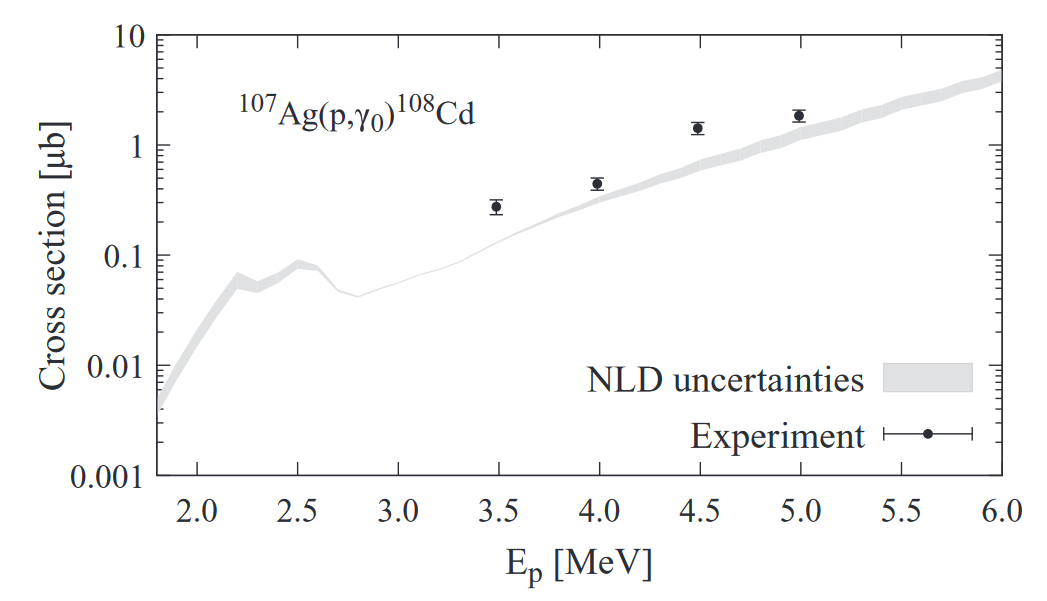 10
1
0.1
0.01
0.001
Cross section [μb]
¹⁰⁷Ag(p,γ₀)¹⁰⁸Cd
NLD uncertainties
Experiment
2.0 2.5 3.0 3.5 4.0 4.5 5.0 5.5 6.0
Eₚ [MeV]